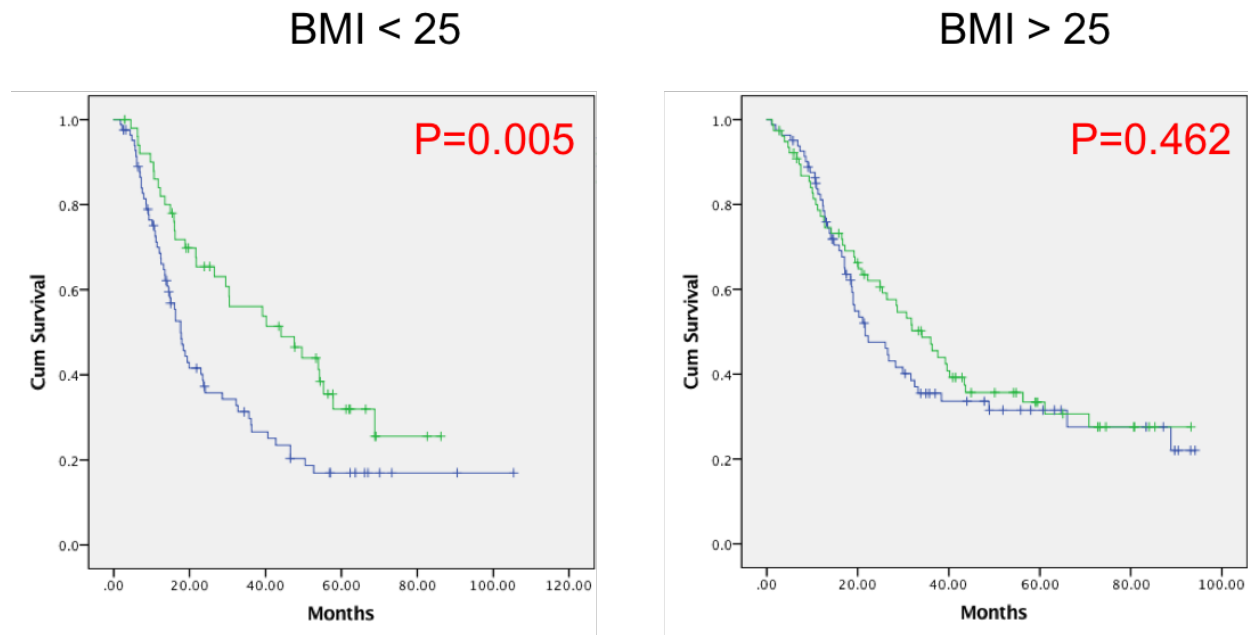 BMI < 25
BMI > 25
P=0.005
1.0
0.8
0.6
0.4
0.2
0.0
Cum Survival
.00 20.00 40.00 60.00 80.00 100.00 120.00
Months
P=0.462
1.0
0.8
0.6
0.4
0.2
0.0
Cum Survival
.00 20.00 40.00 60.00 80.00 100.00
Months